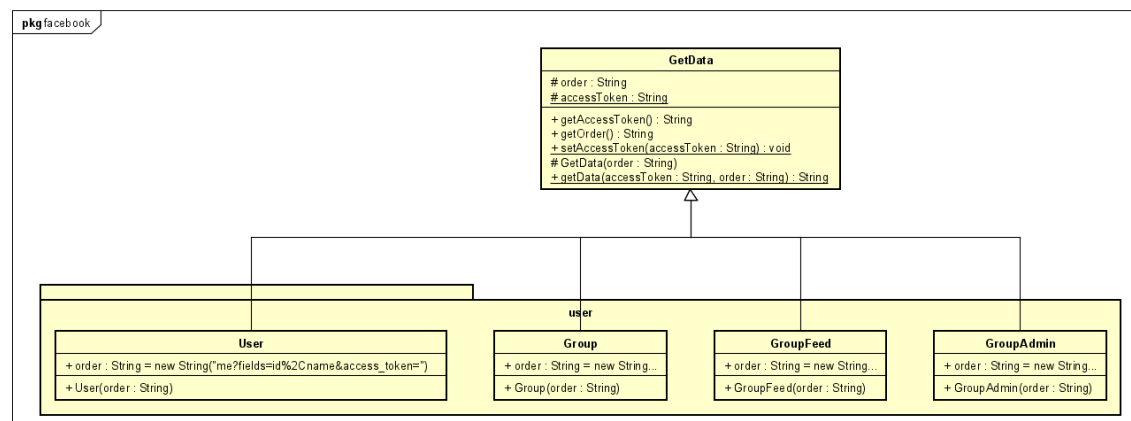 pkg facebook
GetData
# order : String
# accessToken : String
+ getAccessToken() : String
+ getOrder() : String
+ setAccessToken(accessToken : String) : void
# GetData(order : String)
+ getData(accessToken : String, order : String) : String
user
User
+ order : String = new String("me?fields=id%2Cname&access_token=")
+ User(order : String)
Group
+ order : String = new String...
+ Group(order : String)
GroupFeed
+ order : String = new String...
+ GroupFeed(order : String)
GroupAdmin
+ order : String = new String...
+ GroupAdmin(order : String)